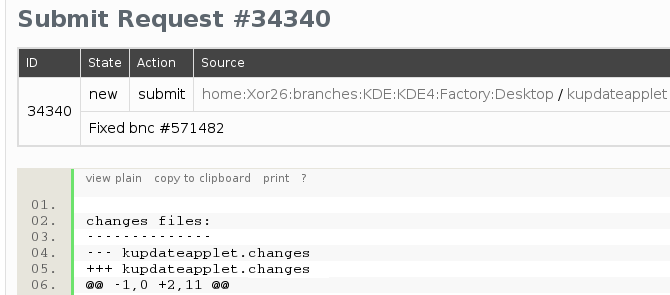 Submit Request #34340
ID State Action Source
34340 new submit home:Xor26:branches:KDE:KDE4:Factory:Desktop / kupdateapplet
Fixed bnc #571482
view plain copy to clipboard print ?
01.
02. changes files:
03. --------------
04. --- kupdateapplet.changes
05. +++ kupdateapplet.changes
06. @@ -1,0 +2,11 @@